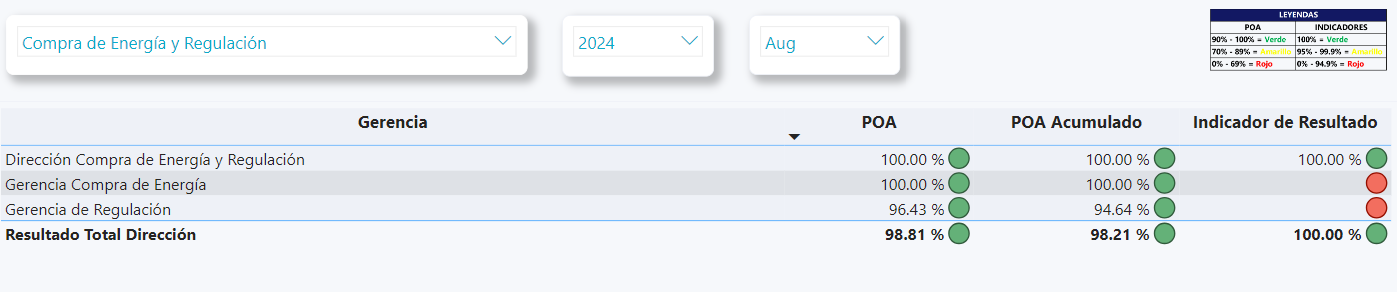 Compra de Energía y Regulación
2024
Aug
LEYENDAS
POA INDICADORES
90% - 100% = Verde 100% = Verde
70% - 89% = Amarillo 95% - 99.9% = Amarillo
0% - 69% = Rojo 0% - 94.9% = Rojo
Gerencia POA POA Acumulado Indicador de Resultado
Dirección Compra de Energía y Regulación 100.00 % 100.00 % 100.00 %
Gerencia Compra de Energía 100.00 % 100.00 %
Gerencia de Regulación 96.43 % 94.64 %
Resultado Total Dirección 98.81 % 98.21 % 100.00 %